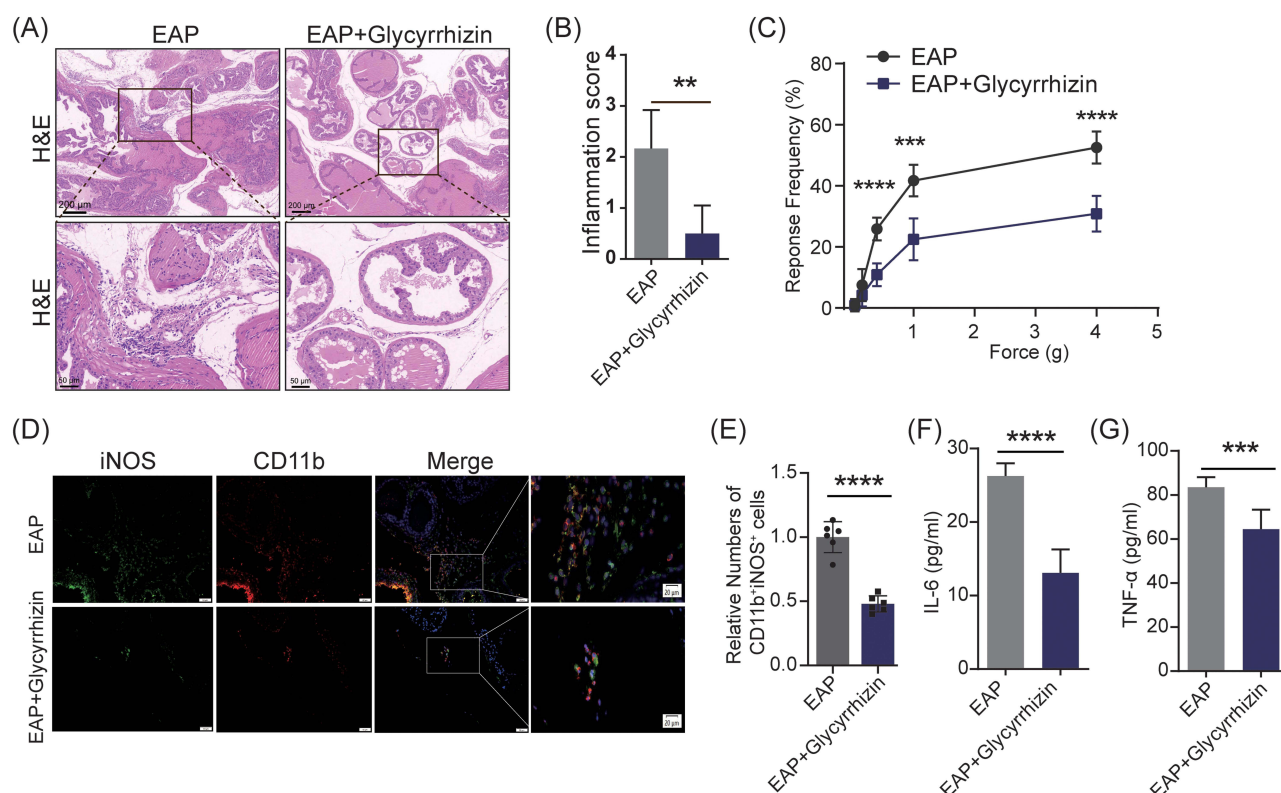 (A)
EAP
EAP+Glycyrrhizin
H&E
200 µm
200 µm
H&E
50 µm
50 µm
(B)
Inflammation score
4
3
2
1
0
**
EAP
EAP+Glycyrrhizin
(C)
Reponse Frequency (%)
80
60
40
20
0
EAP
EAP+Glycyrrhizin
****
***
****
1
2
3
4
5
Force (g)
(D)
iNOS
CD11b
Merge
EAP
20 µm
EAP+Glycyrrhizin
20 µm
(E)
Relative Numbers of
CD11b+iNOS+ cells
1.5
1.0
0.5
0.0
****
EAP
EAP+Glycyrrhizin
(F)
IL-6 (pg/ml)
30
20
10
0
****
EAP
EAP+Glycyrrhizin
(G)
TNF-α (pg/ml)
100
80
60
40
20
0
***
EAP
EAP+Glycyrrhizin